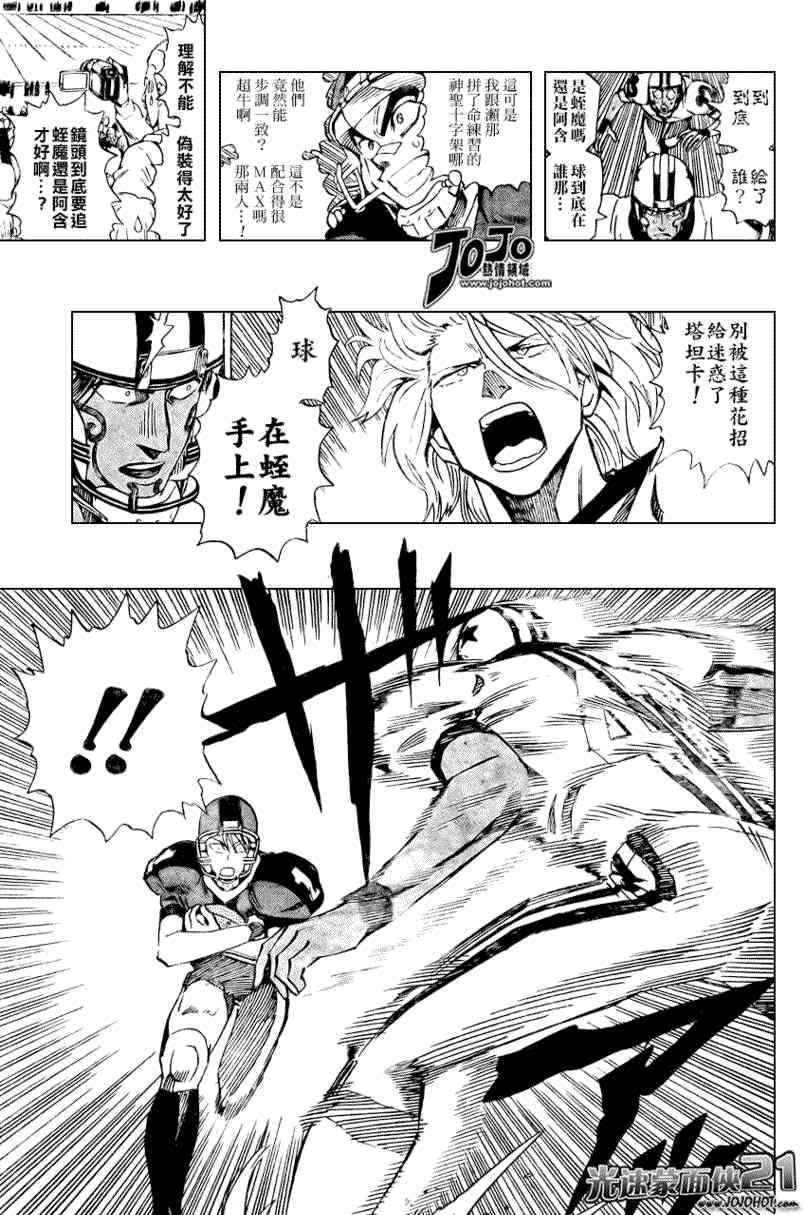 到底
給了
誰?
是蛭魔嗎
還是阿含
球到底在
誰那…
這可是
我跟瀨那
拼了命練習的
神聖十字架哪
他們
竟然能
步調一致?
超牛啊
這不是
配合得很
MAX嗎
那兩人…!
理解不能
偽裝得太好了
鏡頭到底要追
蛭魔還是阿含
才好啊…?
JOJO
熱情領域
www.jojohot.com
別被這種花招
給迷惑了
塔坦卡!
球
在蛭魔
手上!
!!
1
光速蒙面俠21
www.JOJOHOT.com